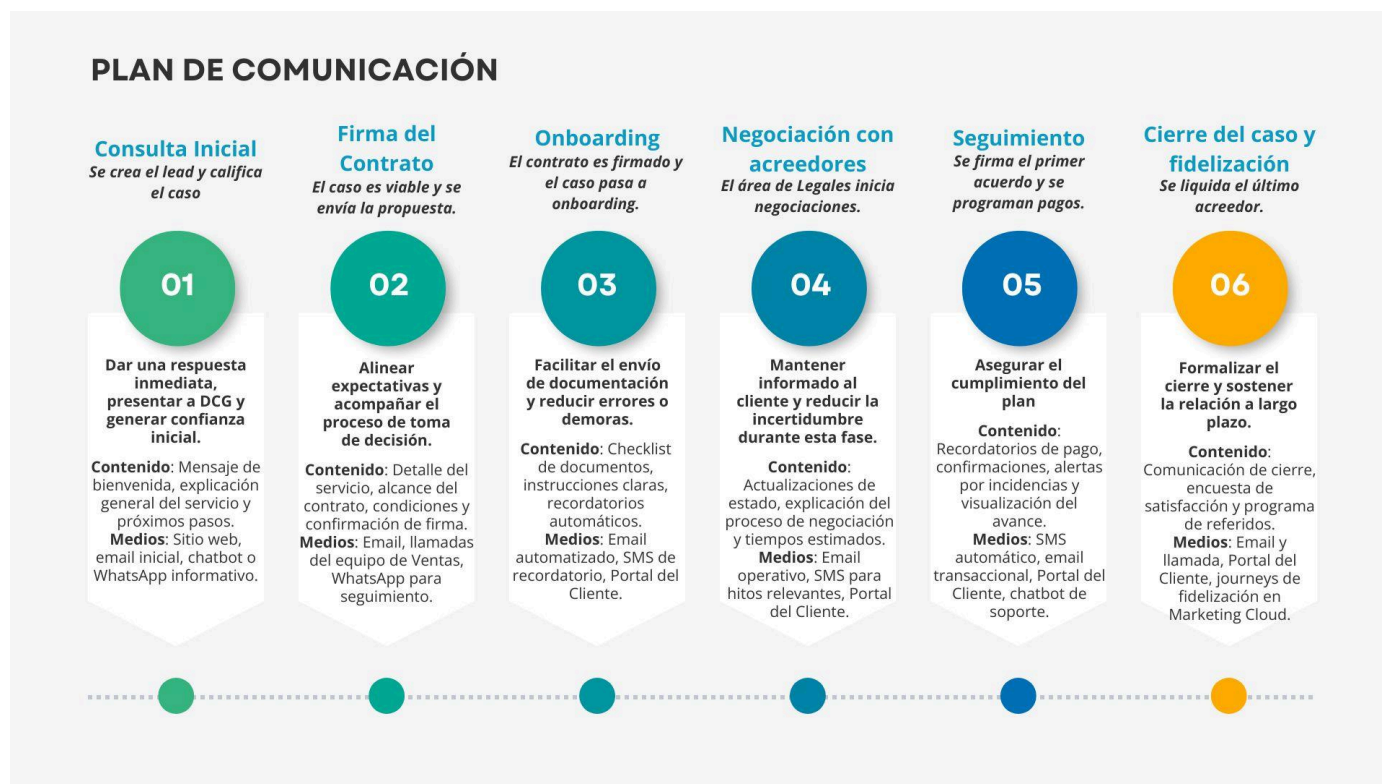 PLAN DE COMUNICACIÓN
Consulta Inicial
Se crea el lead y califica
el caso
01
Dar una respuesta
inmediata,
presentar a DCG y
generar confianza
inicial.
Contenido: Mensaje de
bienvenida, explicación
general del servicio y
próximos pasos.
Medios: Sitio web,
email inicial, chatbot o
WhatsApp informativo.
Firma del
Contrato
El caso es viable y se
envía la propuesta.
02
Alinear
expectativas y
acompañar el
proceso de toma
de decisión.
Contenido: Detalle del
servicio, alcance del
contrato, condiciones y
confirmación de firma.
Medios: Email, llamadas
del equipo de Ventas,
WhatsApp para
seguimiento.
Onboarding
El contrato es firmado y
el caso pasa a
onboarding.
03
Facilitar el envío
de documentación
y reducir errores o
demoras.
Contenido: Checklist
de documentos,
instrucciones claras,
recordatorios
automáticos.
Medios: Email
automatizado, SMS de
recordatorio, Portal del
Cliente.
Negociación con
acreedores
El área de Legales inicia
negociaciones.
04
Mantener
informado al
cliente y reducir la
incertidumbre
durante esta fase.
Contenido:
Actualizaciones de
estado, explicación del
proceso de negociación
y tiempos estimados.
Medios: Email
operativo, SMS para
hitos relevantes, Portal
del Cliente.
Seguimiento
Se firma el primer
acuerdo y se
programan pagos.
05
Asegurar el
cumplimiento del
plan
Contenido:
Recordatorios de pago,
confirmaciones, alertas
por incidencias y
visualización del
avance.
Medios: SMS
automático, email
transaccional, Portal del
Cliente, chatbot de
soporte.
Cierre del caso y
fidelización
Se liquida el último
acreedor.
06
Formalizar el
cierre y sostener
la relación a largo
plazo.
Contenido:
Comunicación de cierre,
encuesta de
satisfacción y programa
de referidos.
Medios: Email y
llamada, Portal del
Cliente, journeys de
fidelización en
Marketing Cloud.